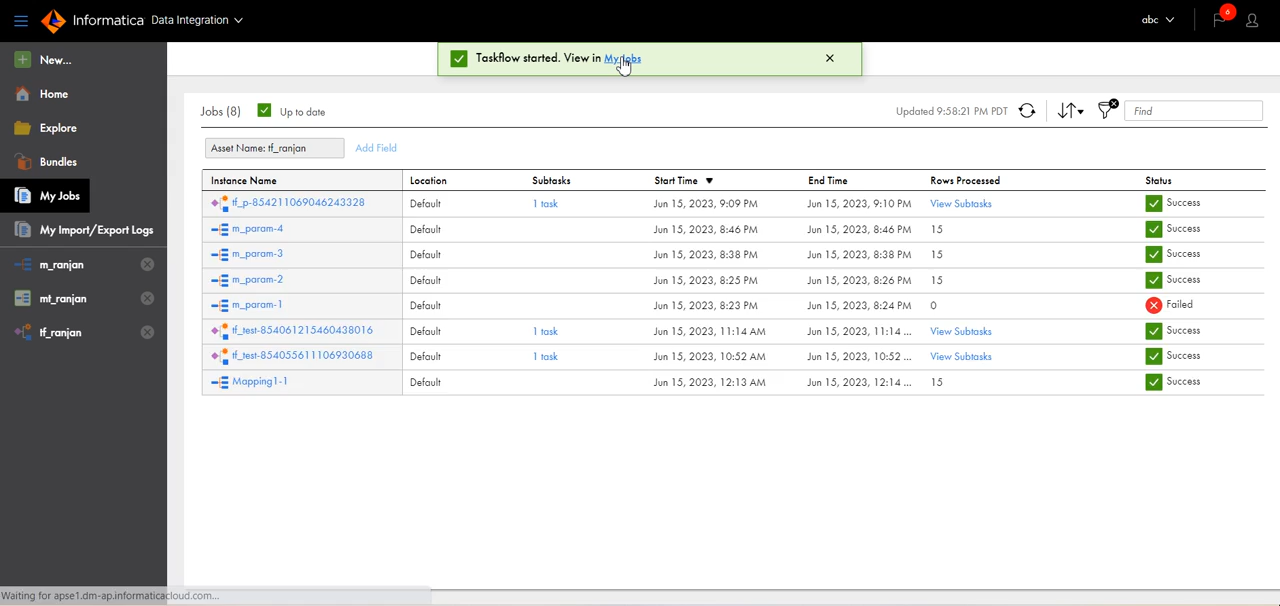 Informatica Data Integration
abc
6
New...
Home
Explore
Bundles
My Jobs
My Import/Export Logs
m_ranjan
mt_ranjan
tf_ranjan
Taskflow started. View in My Jobs
Jobs (8) Up to date Updated 9:58:21 PM PDT Find
Asset Name: tf_ranjan Add Field
Instance Name Location Subtasks Start Time End Time Rows Processed Status
tf_p-854211069046243328 Default 1 task Jun 15, 2023, 9:09 PM Jun 15, 2023, 9:10 PM View Subtasks Success
m_param-4 Default Jun 15, 2023, 8:46 PM Jun 15, 2023, 8:46 PM 15 Success
m_param-3 Default Jun 15, 2023, 8:38 PM Jun 15, 2023, 8:38 PM 15 Success
m_param-2 Default Jun 15, 2023, 8:25 PM Jun 15, 2023, 8:26 PM 15 Success
m_param-1 Default Jun 15, 2023, 8:23 PM Jun 15, 2023, 8:24 PM 0 Failed
tf_test-854061215460438016 Default 1 task Jun 15, 2023, 11:14 AM Jun 15, 2023, 11:14 ... View Subtasks Success
tf_test-854055611106930688 Default 1 task Jun 15, 2023, 10:52 AM Jun 15, 2023, 10:52 ... View Subtasks Success
Mapping1-1 Default Jun 15, 2023, 12:13 AM Jun 15, 2023, 12:14 ... 15 Success
Waiting for apse1.dm-ap.informaticacloud.com...